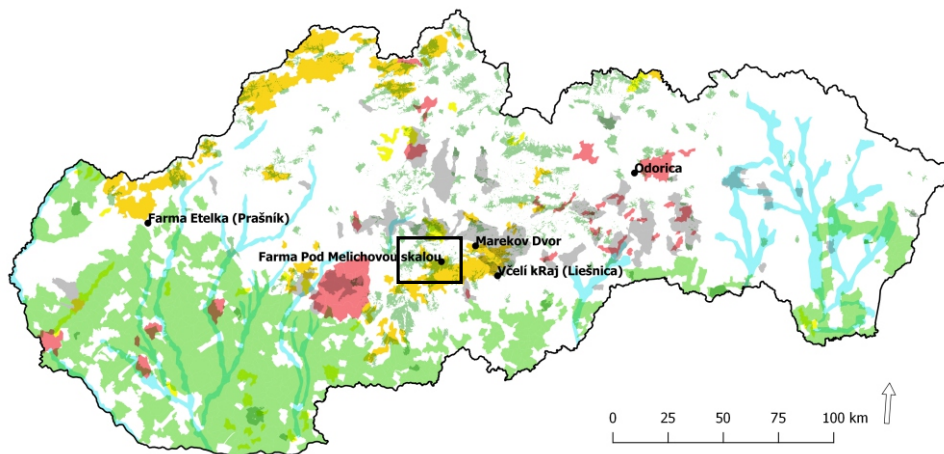 Odorica
Farma Etelka (Prašník)
Marekov Dvor
Farma Pod Melichovou skalou
Včelí kRaj (Liešnica)
0 25 50 75 100 km